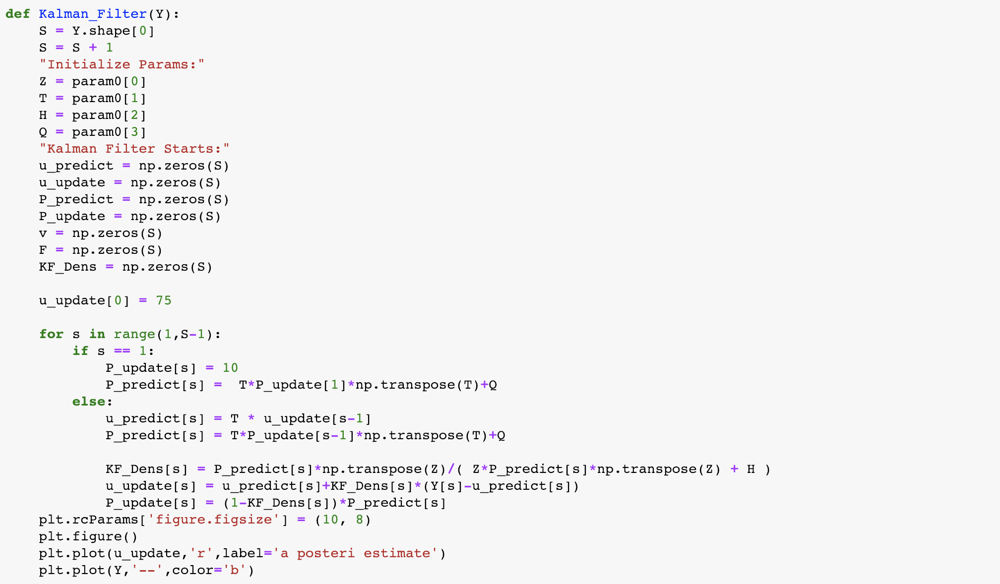 def Kalman_Filter(Y):
    S = Y.shape[0]
    S = S + 1
    "Initialize Params:"
    Z = param0[0]
    T = param0[1]
    H = param0[2]
    Q = param0[3]
    "Kalman Filter Starts:"
    u_predict = np.zeros(S)
    u_update = np.zeros(S)
    P_predict = np.zeros(S)
    P_update = np.zeros(S)
    v = np.zeros(S)
    F = np.zeros(S)
    KF_Dens = np.zeros(S)

    u_update[0] = 75

    for s in range(1,S-1):
        if s == 1:
            P_update[s] = 10
            P_predict[s] =  T*P_update[1]*np.transpose(T)+Q
        else:
            u_predict[s] = T * u_update[s-1]
            P_predict[s] = T*P_update[s-1]*np.transpose(T)+Q

            KF_Dens[s] = P_predict[s]*np.transpose(Z)/( Z*P_predict[s]*np.transpose(Z) + H )
            u_update[s] = u_predict[s]+KF_Dens[s]*(Y[s]-u_predict[s])
            P_update[s] = (1-KF_Dens[s])*P_predict[s]
    plt.rcParams['figure.figsize'] = (10, 8)
    plt.figure()
    plt.plot(u_update,'r',label='a posteri estimate')
    plt.plot(Y,'--',color='b')